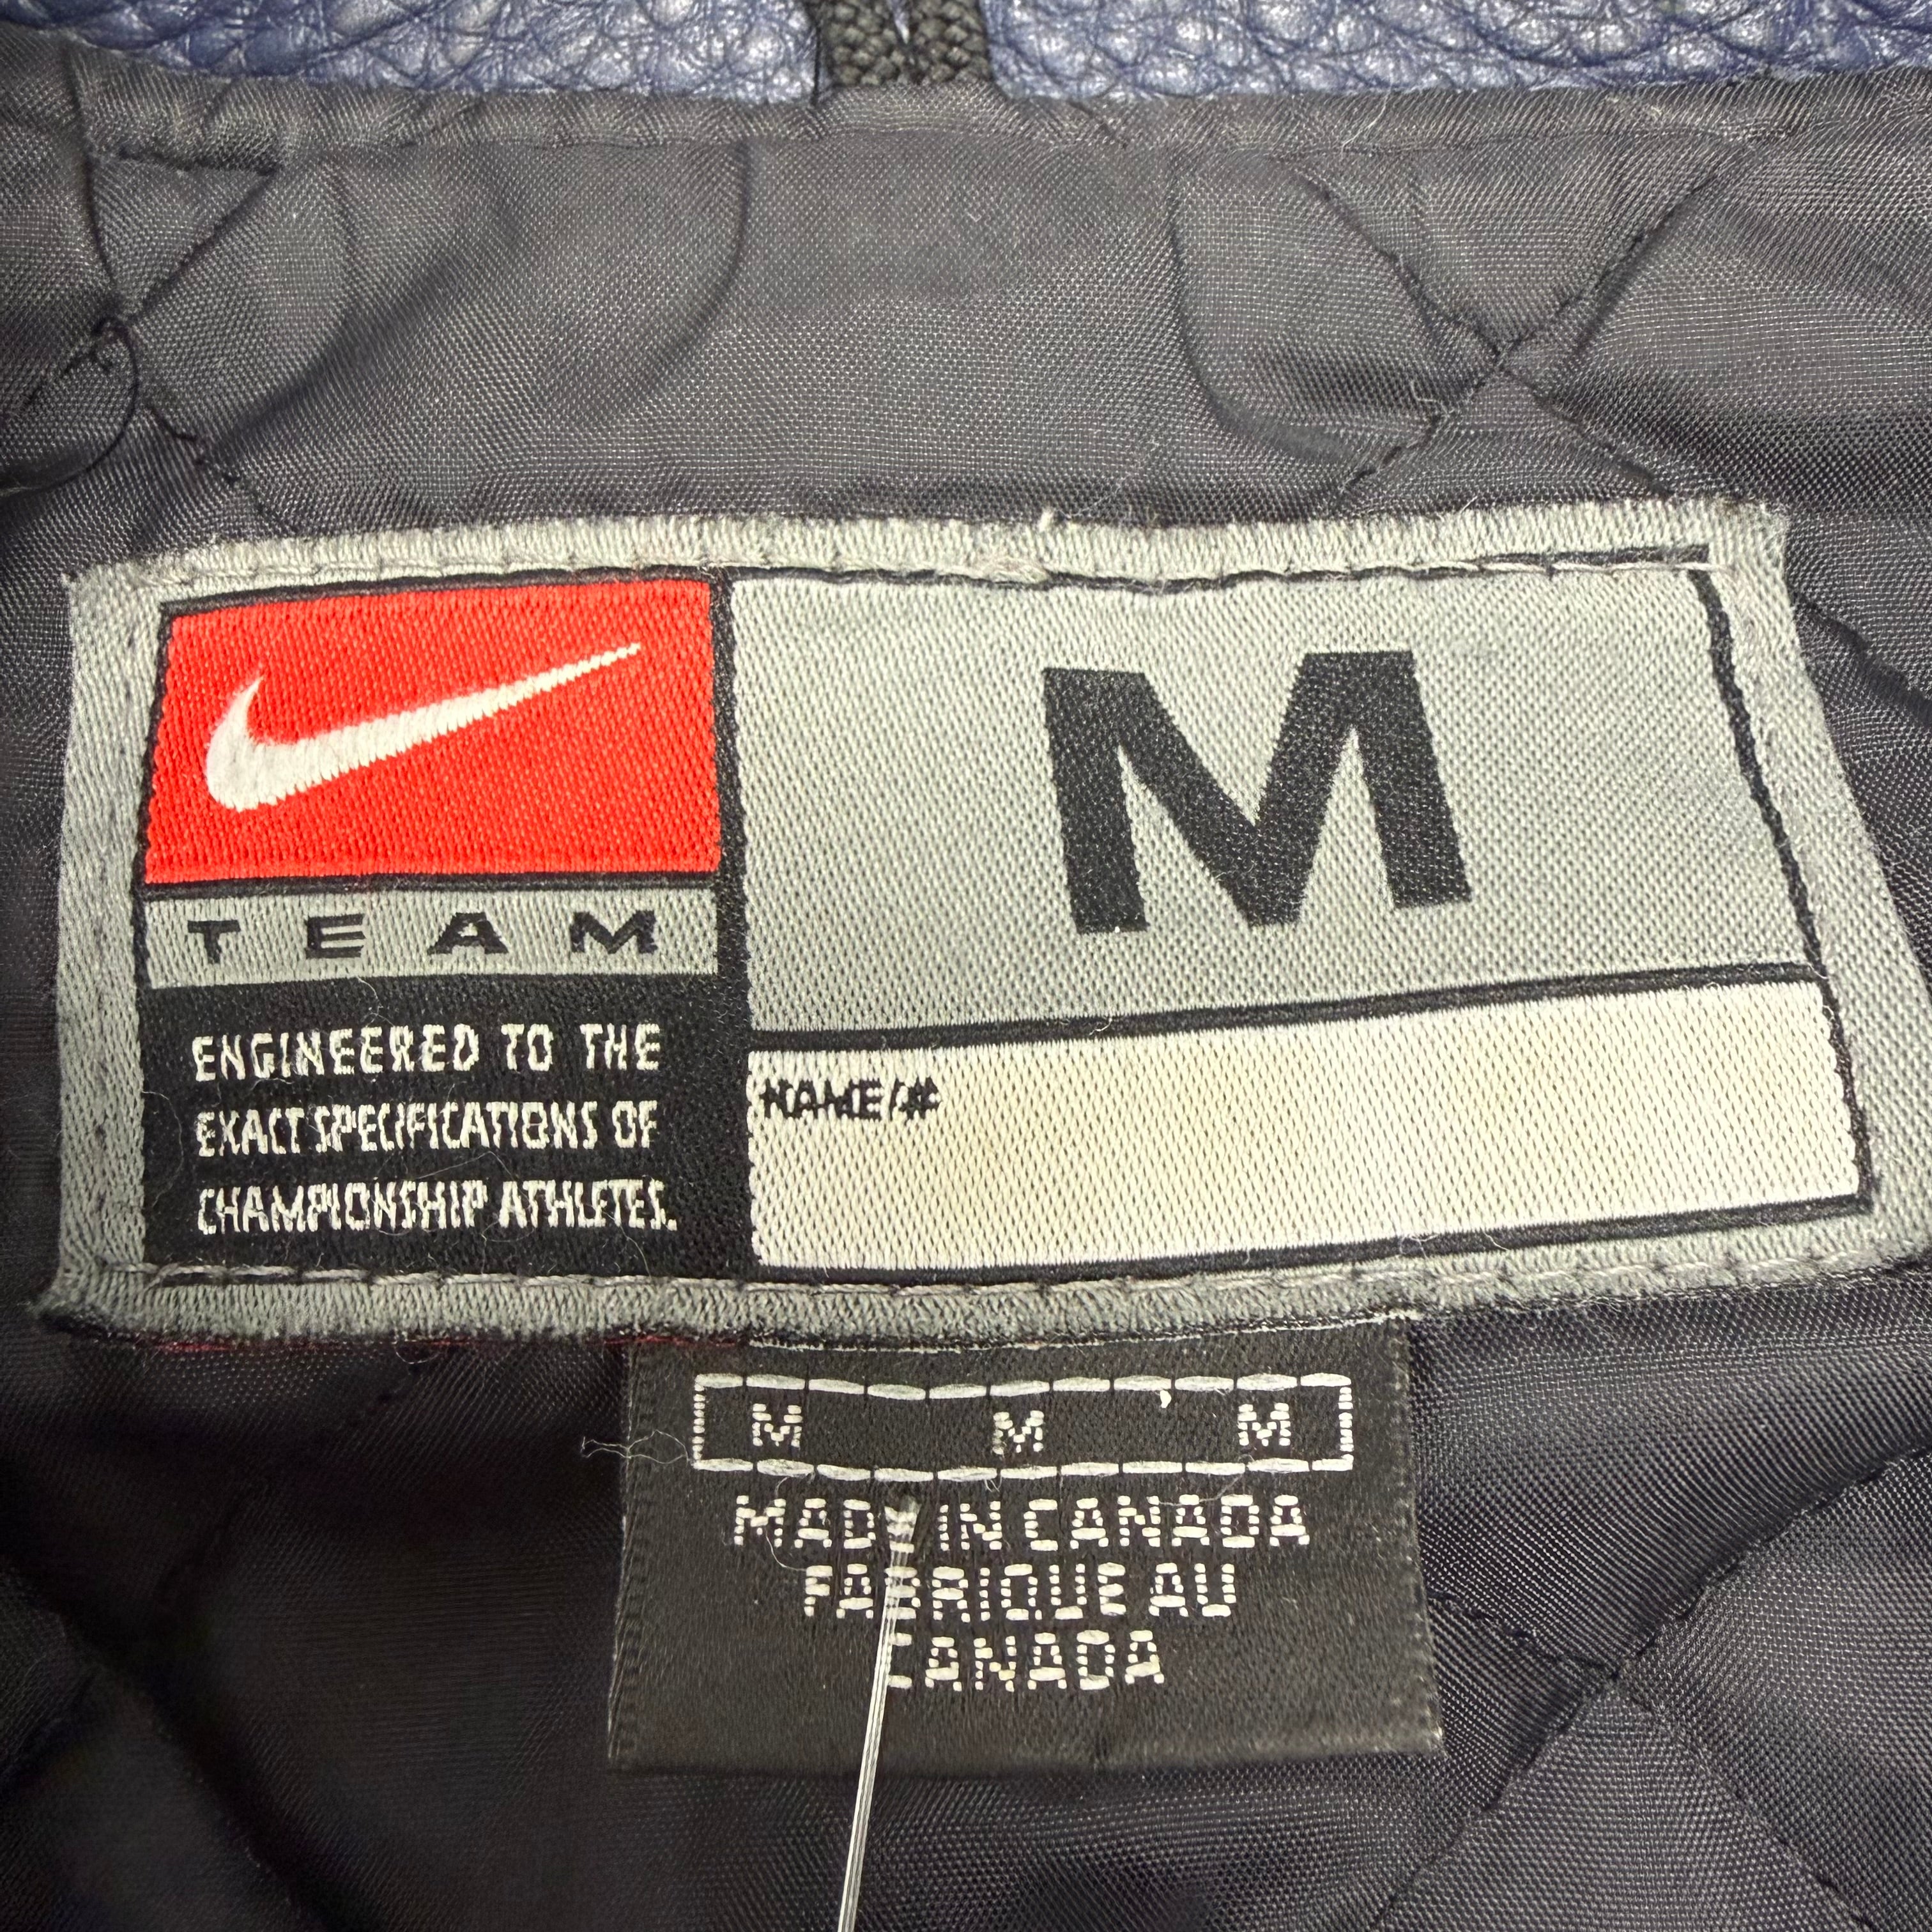 M
TEAM
ENGINEERED TO THE
EXACT SPECIFICATIONS OF
CHAMPIONSHIP ATHLETES.
NAME/#
M M M
MADE IN CANADA
FABRIQUE AU
CANADA